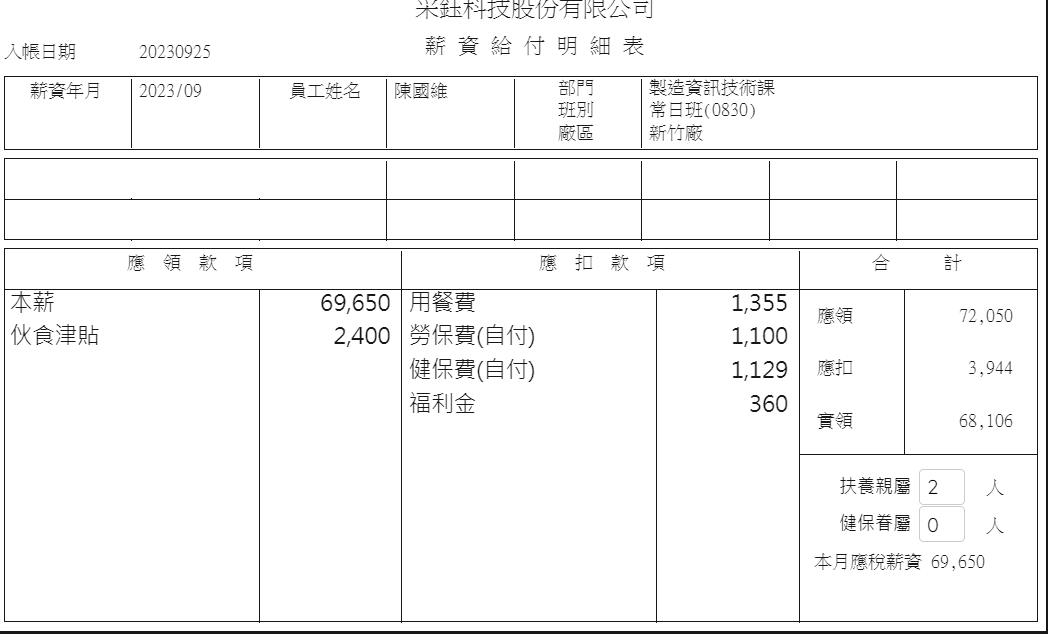 采鈺科技股份有限公司
薪 資 給 付 明 細 表
入帳日期 20230925
薪資年月 2023/09 員工姓名 陳國維 部門 製造資訊技術課
班別 常日班(0830)
廠區 新竹廠
應 領 款 項 應 扣 款 項 合 計
本薪 69,650 用餐費 1,355
應領 72,050
伙食津貼 2,400 勞保費(自付) 1,100
健保費(自付) 1,129
應扣 3,944
福利金 360
實領 68,106
扶養親屬 2 人
健保眷屬 0 人
本月應稅薪資 69,650